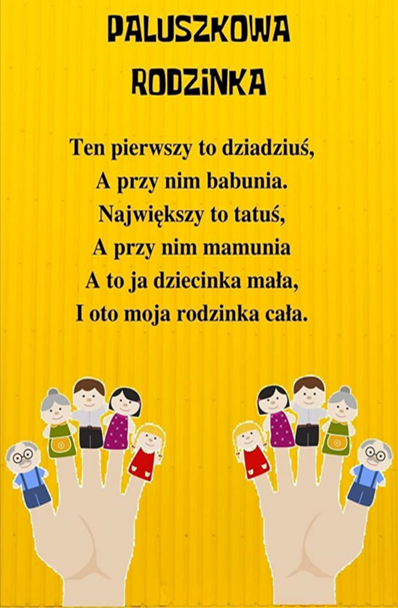 PALUSZKOWA
RODZINKA
Ten pierwszy to dziadziuś,
A przy nim babunia.
Największy to tatuś,
A przy nim mamunia
A to ja dziecinka mała,
I oto moja rodzinka cała.